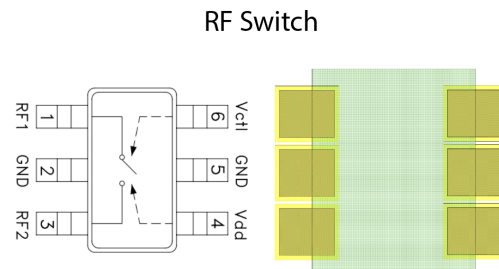 RF Switch
RF1 1 6 Vctl
GND 2 5 GND
RF2 3 4 Vdd